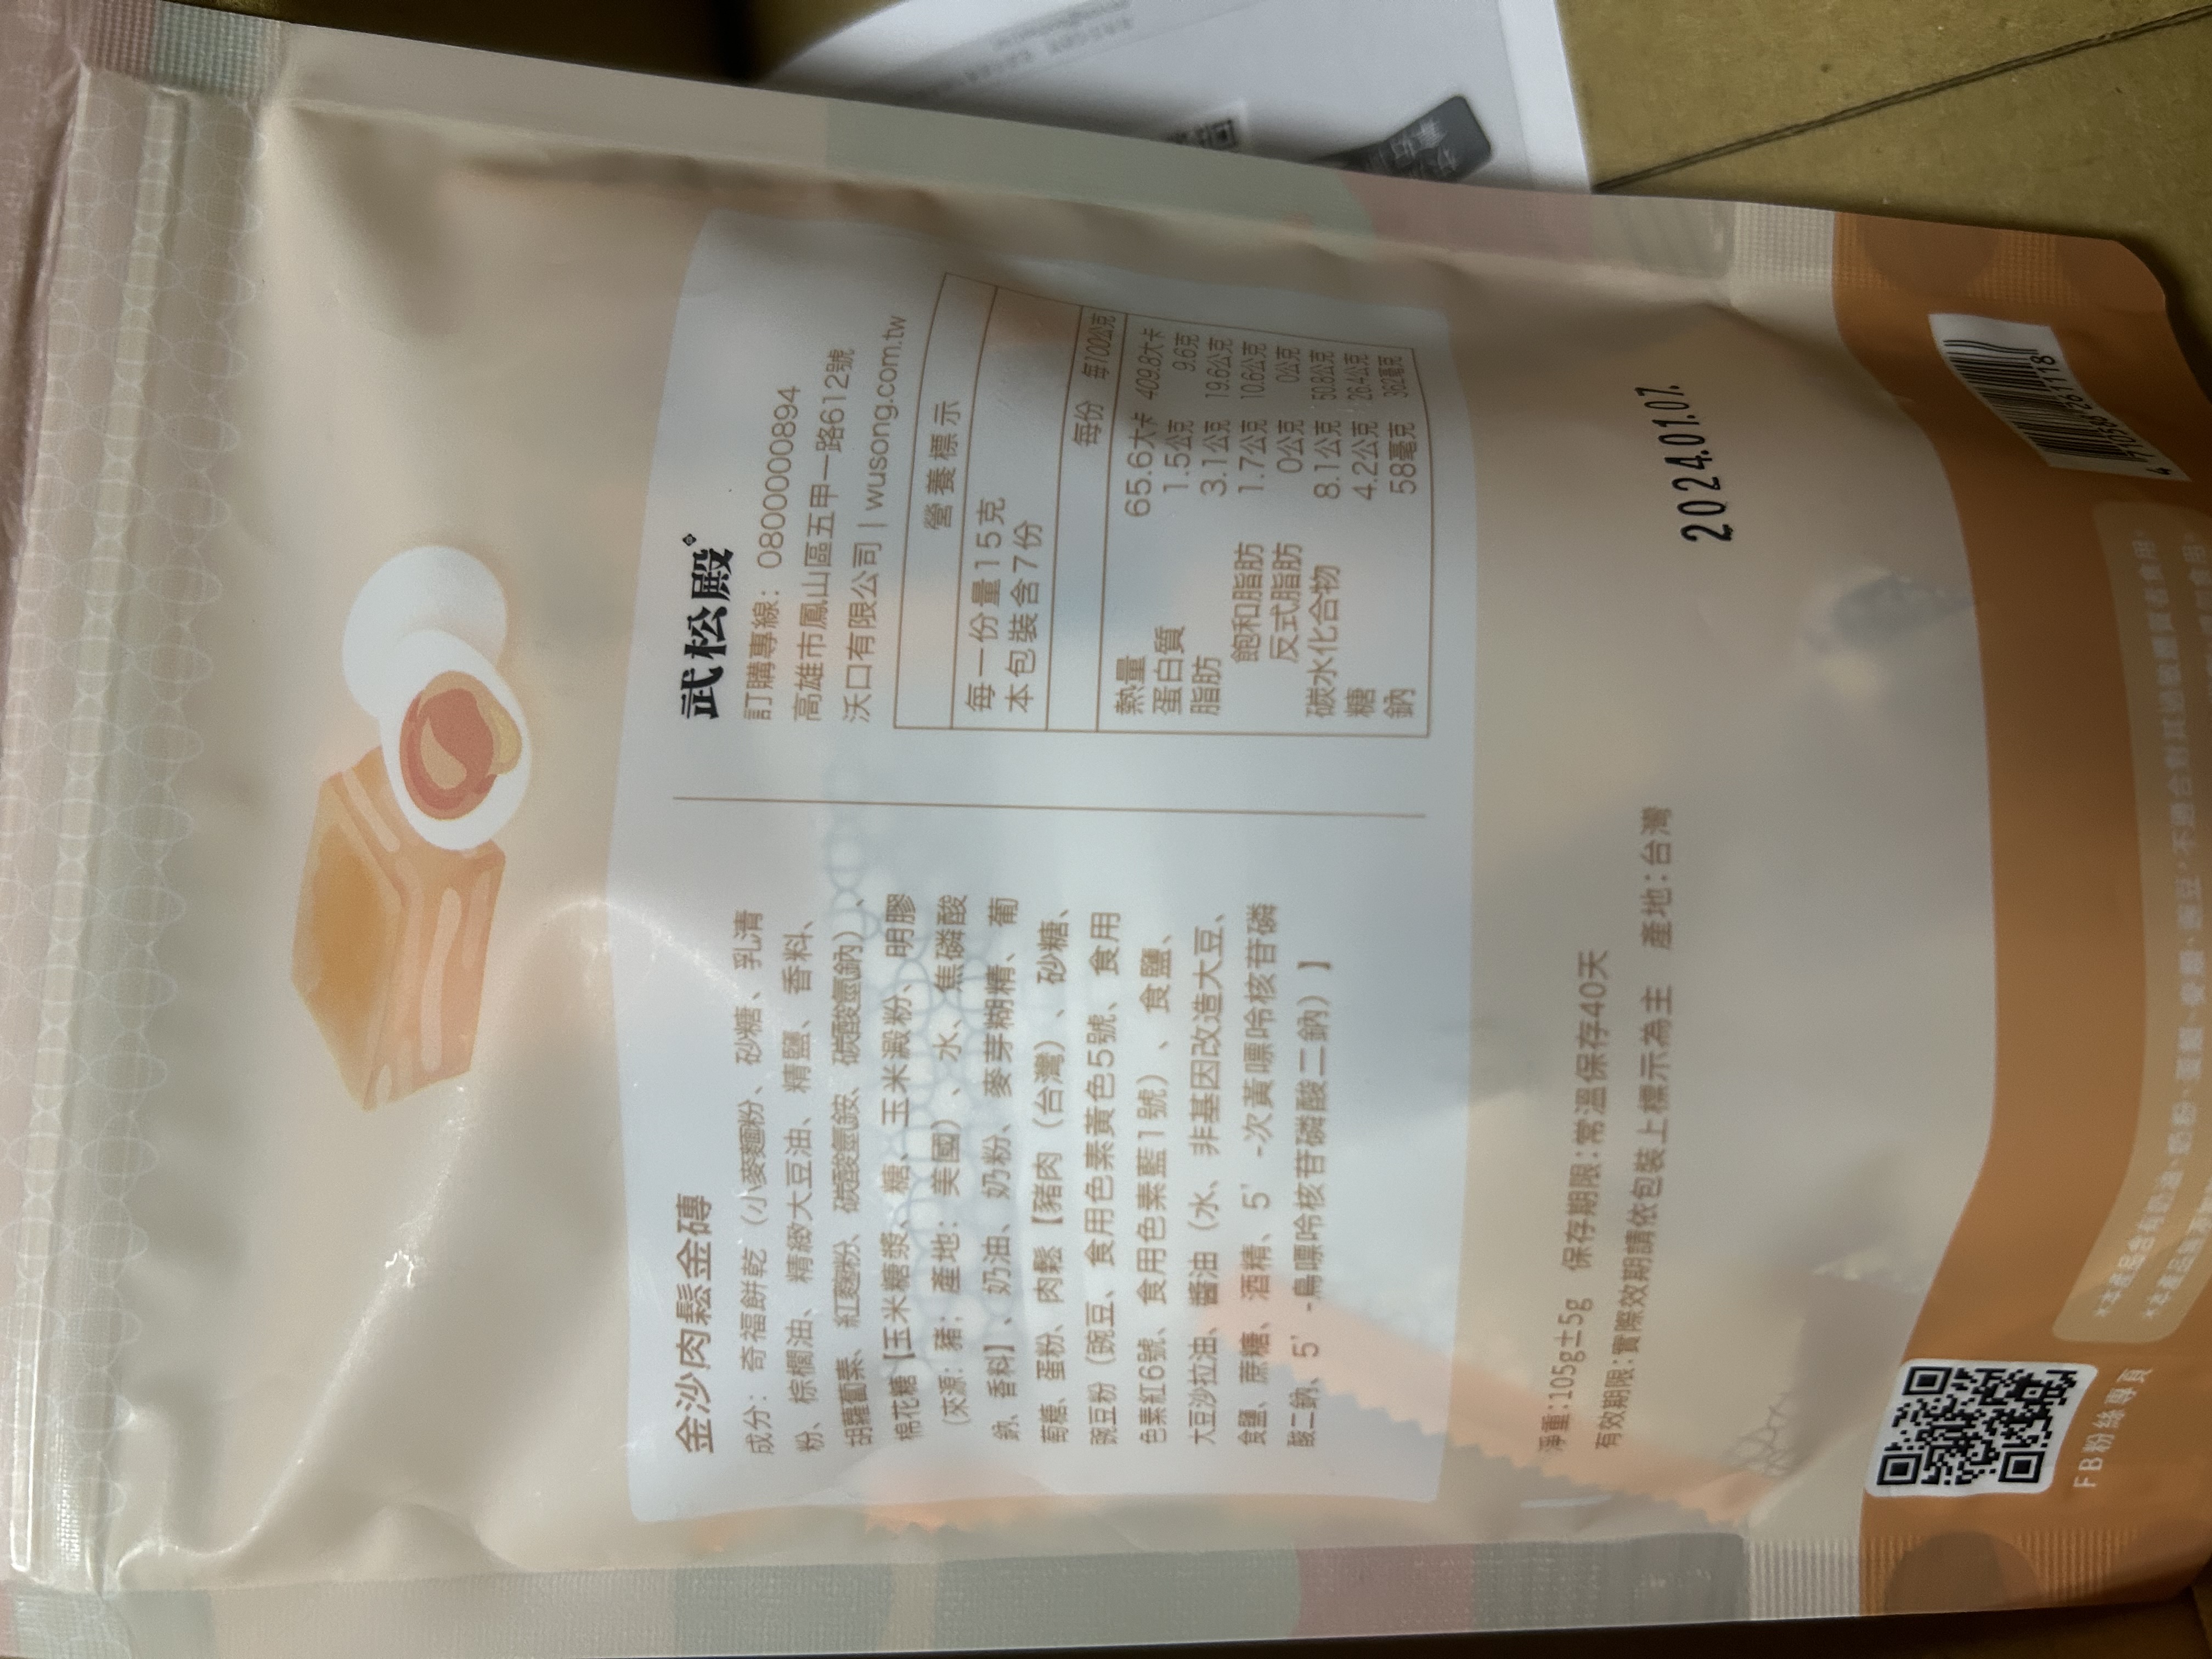 金沙肉鬆金磚
成分：奇福餅乾（小麥麵粉、砂糖、乳清
粉、棕櫚油、精緻大豆油、精鹽、香料、
胡蘿蔔素、紅麴粉、碳酸氫銨、碳酸氫鈉）、
棉花糖【玉米糖漿、糖、玉米澱粉、明膠
（來源：豬；產地：美國）、水、焦磷酸
鈉、香料】、奶油、奶粉、麥芽糊精、葡
萄糖、蛋粉、肉鬆【豬肉（台灣）、砂糖、
豌豆粉（豌豆、食用色素黃色5號、食用
色素紅6號、食用色素藍1號）、食鹽、
大豆沙拉油、醬油（水、非基因改造大豆、
食鹽、蔗糖、酒精、5’-次黃嘌呤核苷磷
酸二鈉、5’-鳥嘌呤核苷磷酸二鈉）】
武松殿
訂購專線：0800000894
高雄市鳳山區五甲一路612號
沃口有限公司|wusong.com.tw
營養標示
每一份量15克
本包裝含7份
每份 每100公克
熱量 65.6大卡 409.8大卡
蛋白質 1.5公克 9.6克
脂肪 3.1公克 19.6公克
飽和脂肪 1.7公克 10.6公克
反式脂肪 0公克 0公克
碳水化合物 8.1公克 50.8公克
糖 4.2公克 26.4公克
鈉 58毫克 362毫克
淨重:105g±5g 保存期限:常溫保存40天
有效期限:實際效期請依包裝上標示為主 產地:台灣
2024.01.07.
FB粉絲專頁